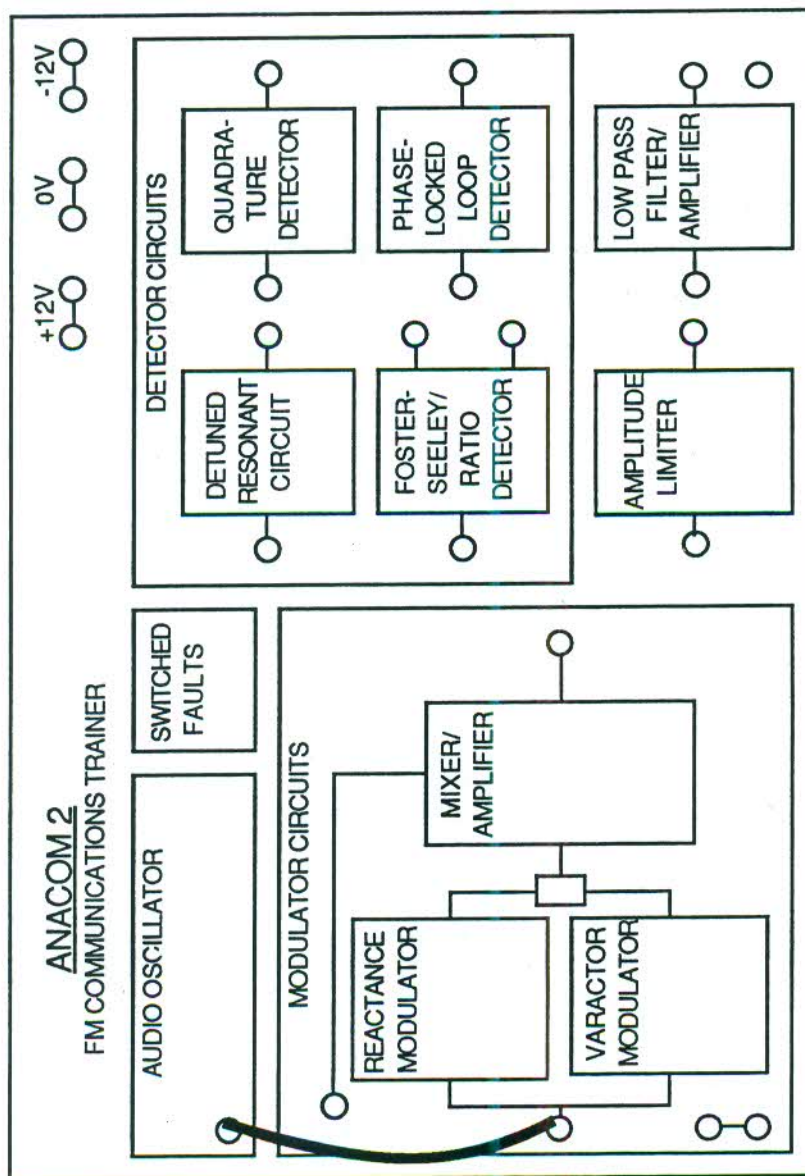 ANACOM 2
FM COMMUNICATIONS TRAINER
+12V
0V
-12V
AUDIO OSCILLATOR
SWITCHED
FAULTS
MODULATOR CIRCUITS
REACTANCE
MODULATOR
VARACTOR
MODULATOR
MIXER/
AMPLIFIER
DETECTOR CIRCUITS
DETUNED
RESONANT
CIRCUIT
QUADRA-
TURE
DETECTOR
FOSTER-
SEELEY/
RATIO
DETECTOR
PHASE-
LOCKED
LOOP
DETECTOR
AMPLITUDE
LIMITER
LOW PASS
FILTER/
AMPLIFIER